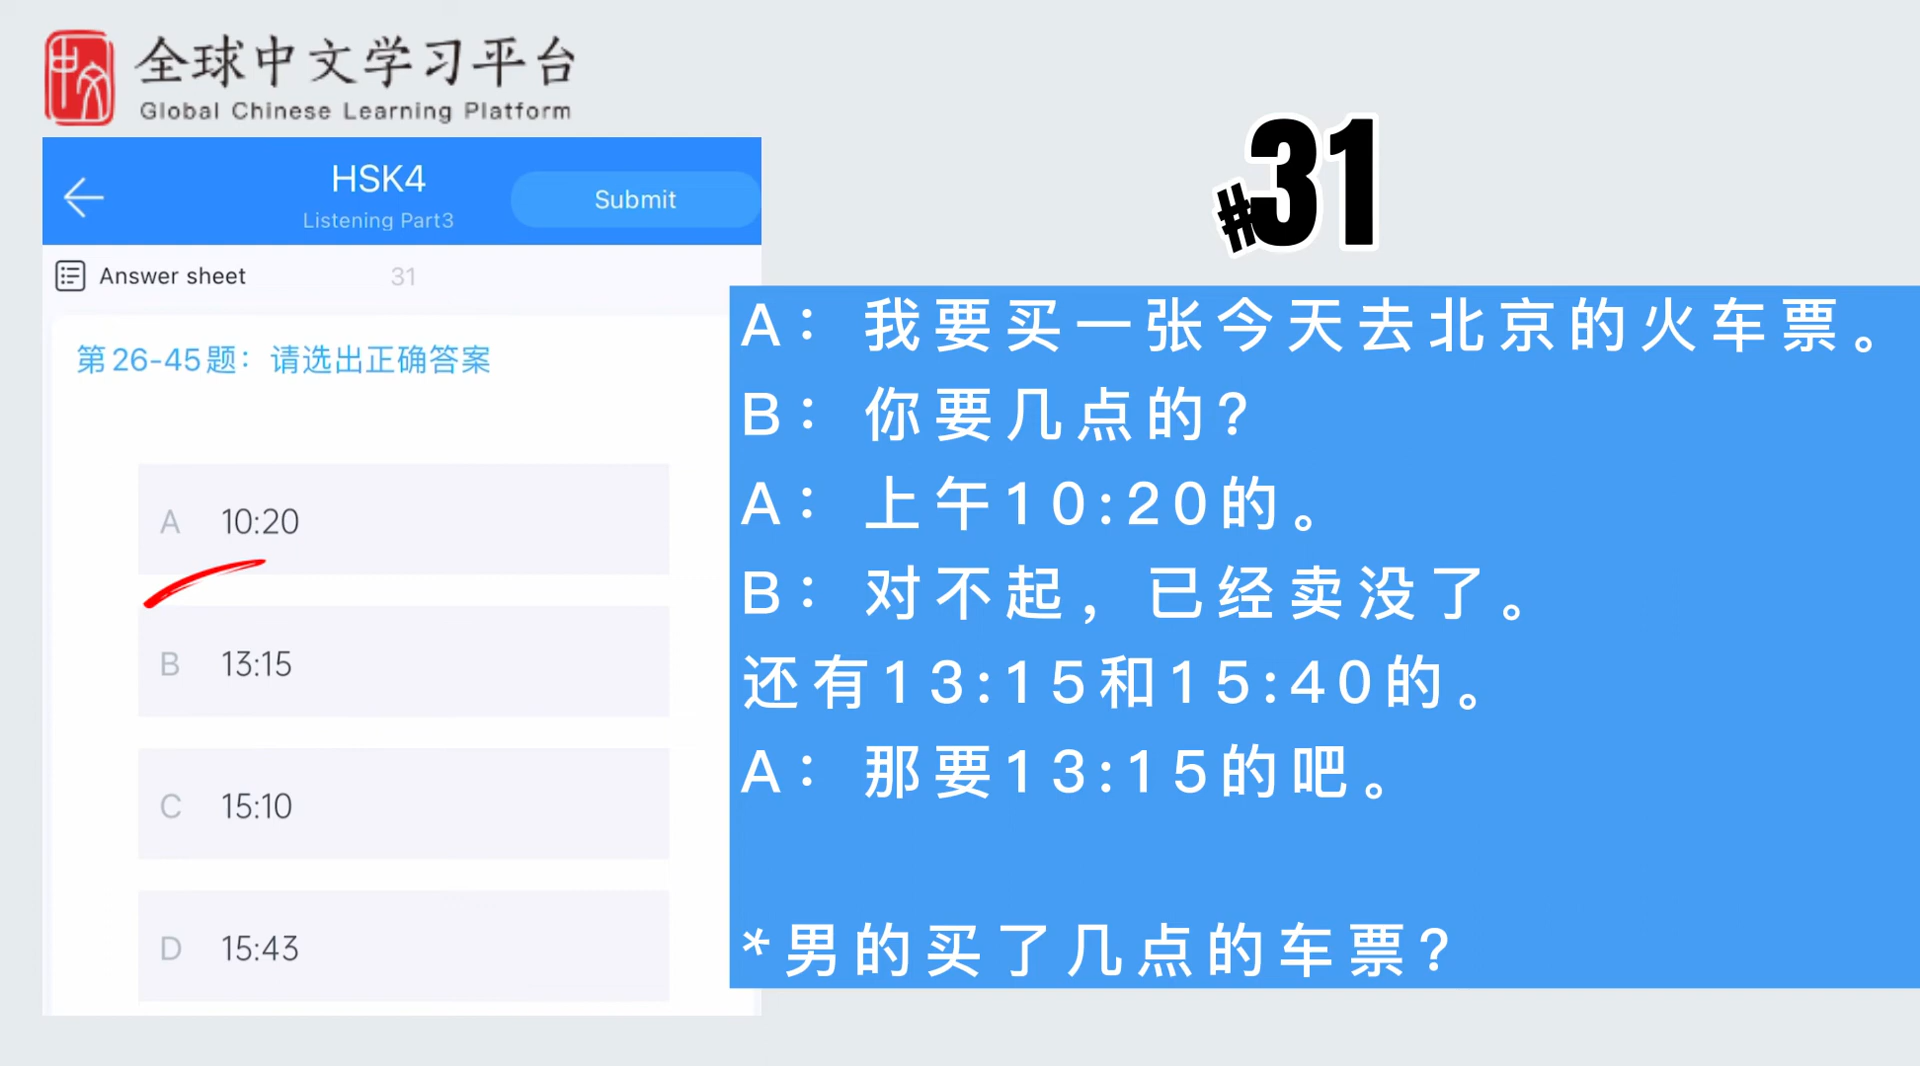 中文
全球中文学习平台
Global Chinese Learning Platform
HSK4
Listening Part3
Submit
Answer sheet
31
第26-45题：请选出正确答案
A 10:20
B 13:15
C 15:10
D 15:43
#31
A：我要买一张今天去北京的火车票。
B：你要几点的？
A：上午10:20的。
B：对不起，已经卖没了。
还有13:15和15:40的。
A：那要13:15的吧。
*男的买了几点的车票？